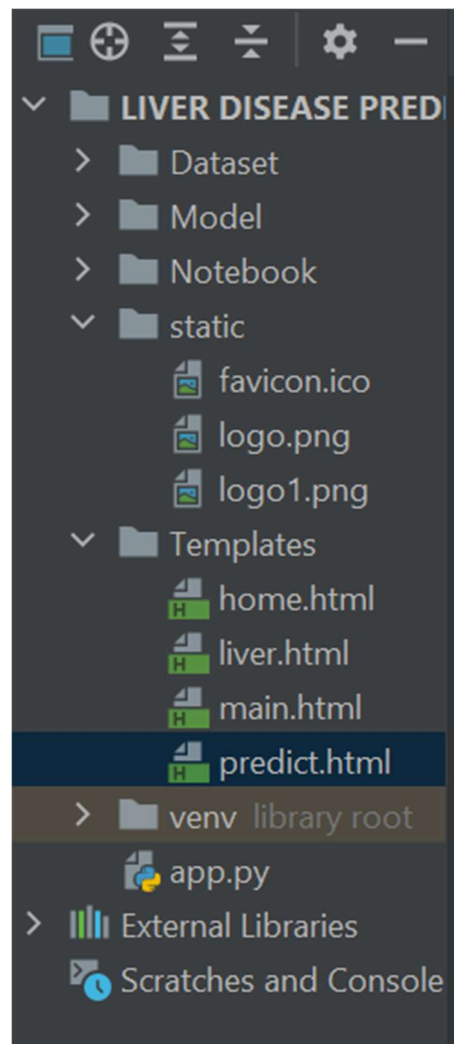 LIVER DISEASE PREDI
Dataset
Model
Notebook
static
favicon.ico
logo.png
logo1.png
Templates
home.html
liver.html
main.html
predict.html
venv library root
app.py
External Libraries
Scratches and Console